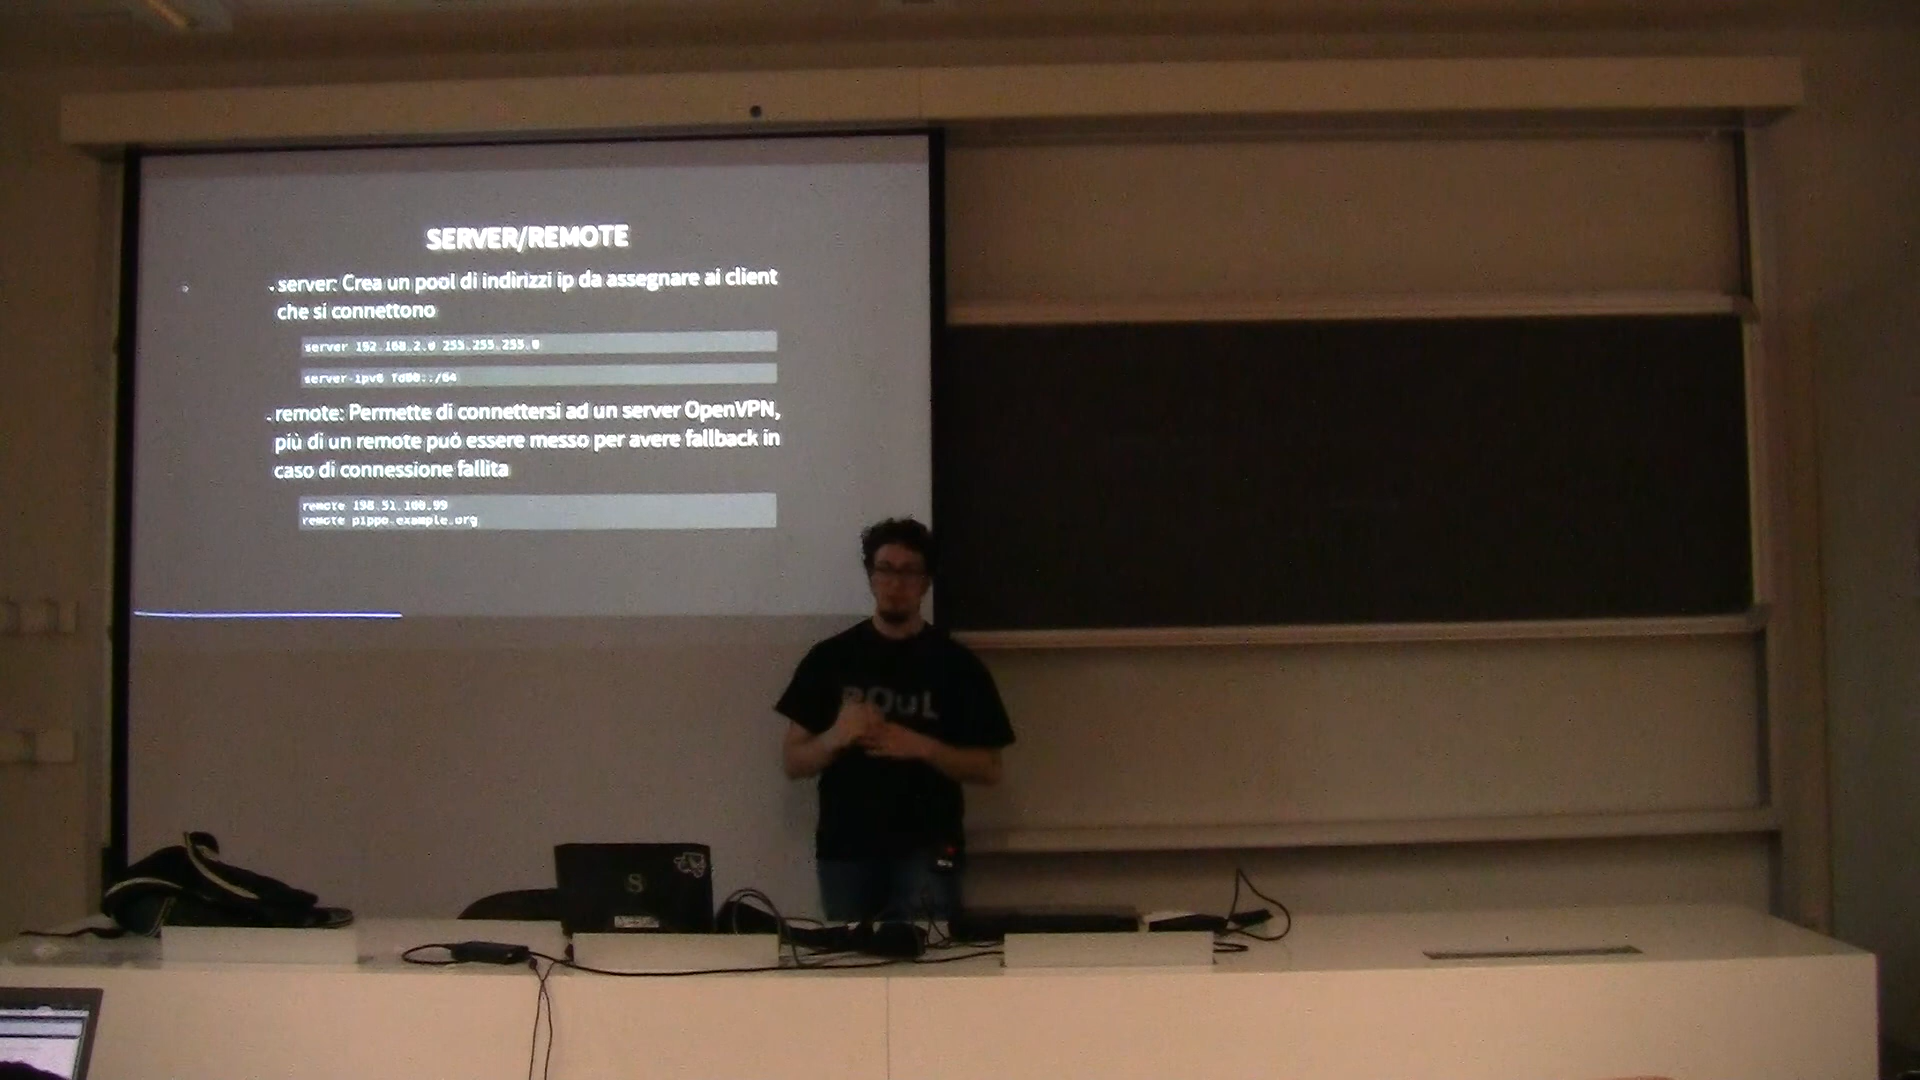 SERVER/REMOTE
server: Crea un pool di indirizzi ip da assegnare ai client
che si connettono
server 192.168.2.0 255.255.255.0
server-ipv6 fd00::/64
remote: Permette di connettersi ad un server OpenVPN,
più di un remote può essere messo per avere fallback in
caso di connessione fallita
remote 198.51.100.99
remote pippo.example.org
POuL
S